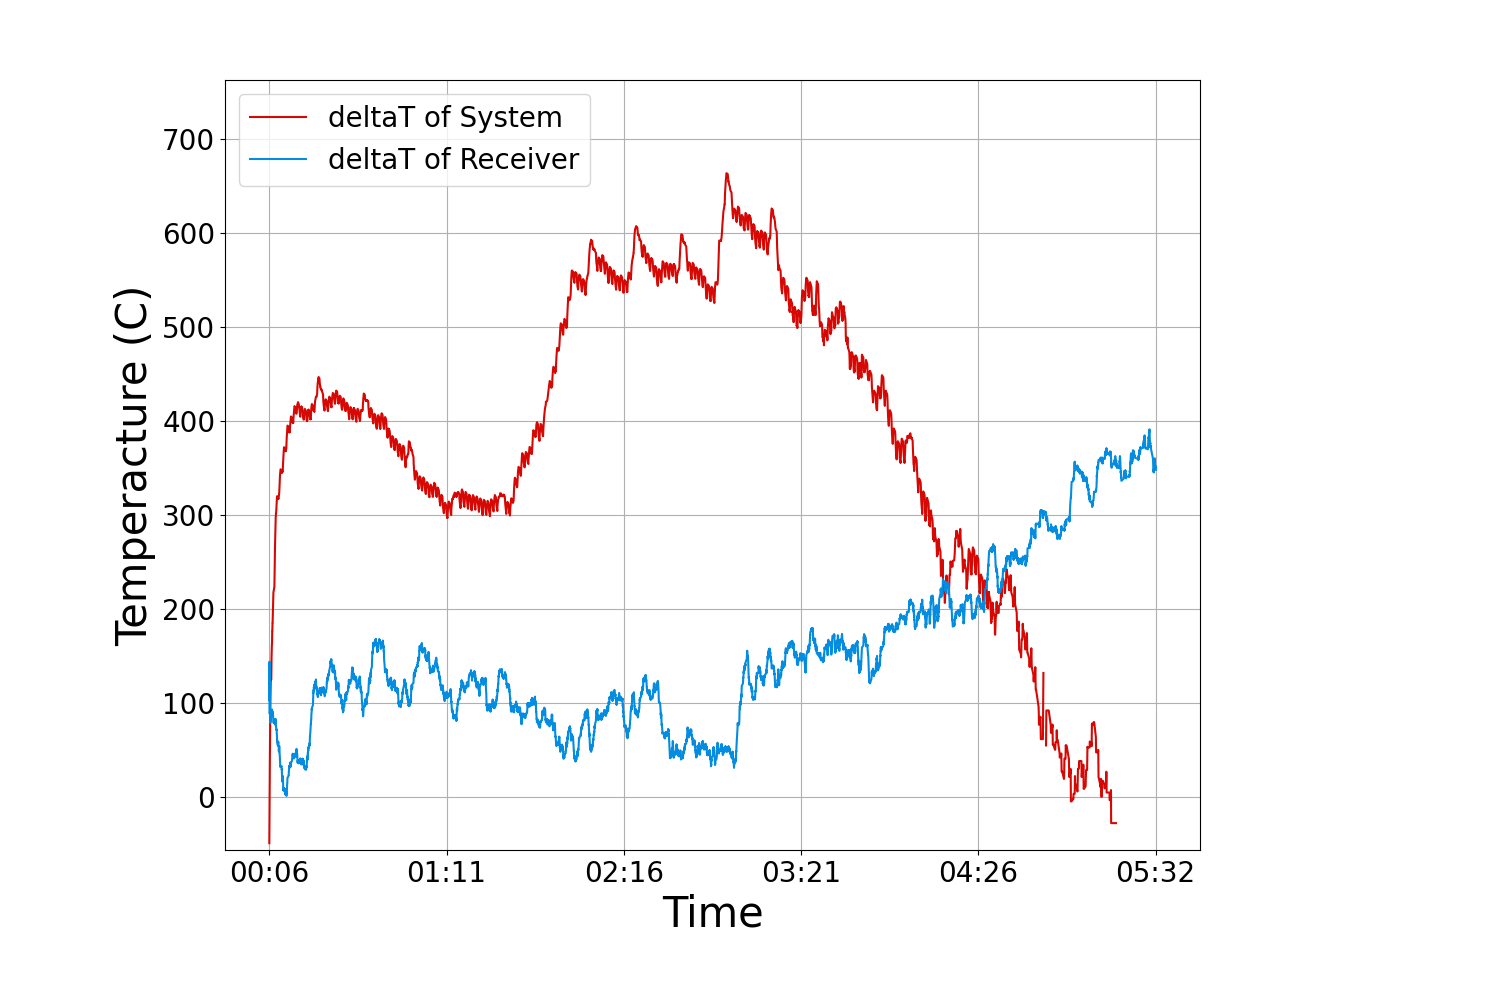 deltaT of System
deltaT of Receiver
700
600
500
400
300
200
100
0
Temperacture (C)
00:06 01:11 02:16 03:21 04:26 05:32
Time